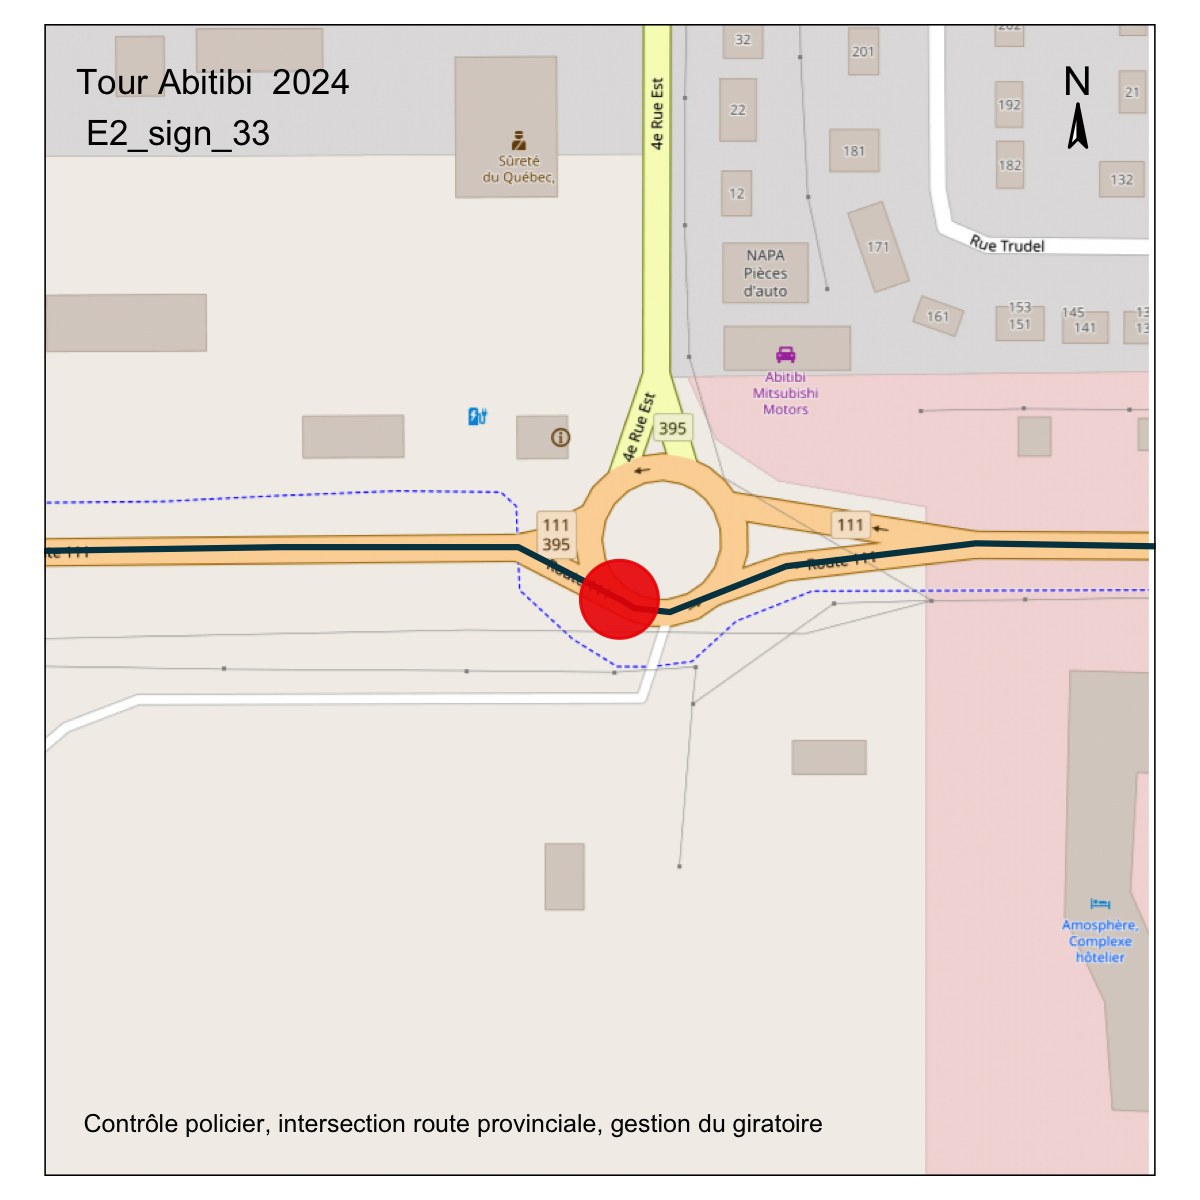 Tour Abitibi  2024
E2_sign_33
N
Sûreté
du Québec,
4e Rue Est
32
22
12
201
181
171
161
192
182
21
132
Rue Trudel
153
151
145
141
NAPA
Pièces
d'auto
Abitibi
Mitsubishi
Motors
4e Rue Est
395
111
395
111
te 111
Route 111
Amosphère,
Complexe
hôtelier
Contrôle policier, intersection route provinciale, gestion du giratoire